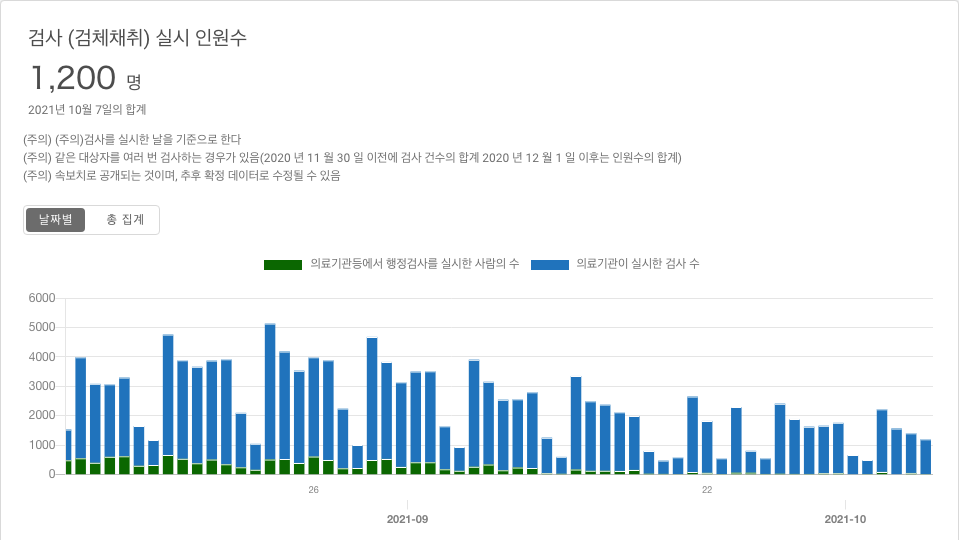 검사 (검체채취) 실시 인원수
1,200 명
2021년 10월 7일의 합계
(주의) (주의)검사를 실시한 날을 기준으로 한다
(주의) 같은 대상자를 여러 번 검사하는 경우가 있음(2020 년 11 월 30 일 이전에 검사 건수의 합계 2020 년 12 월 1 일 이후는 인원수의 합계)
(주의) 속보치로 공개되는 것이며, 추후 확정 데이터로 수정될 수 있음
날짜별 총 집계
의료기관등에서 행정검사를 실시한 사람의 수 의료기관이 실시한 검사 수
6000
5000
4000
3000
2000
1000
0
26 22
2021-09 2021-10